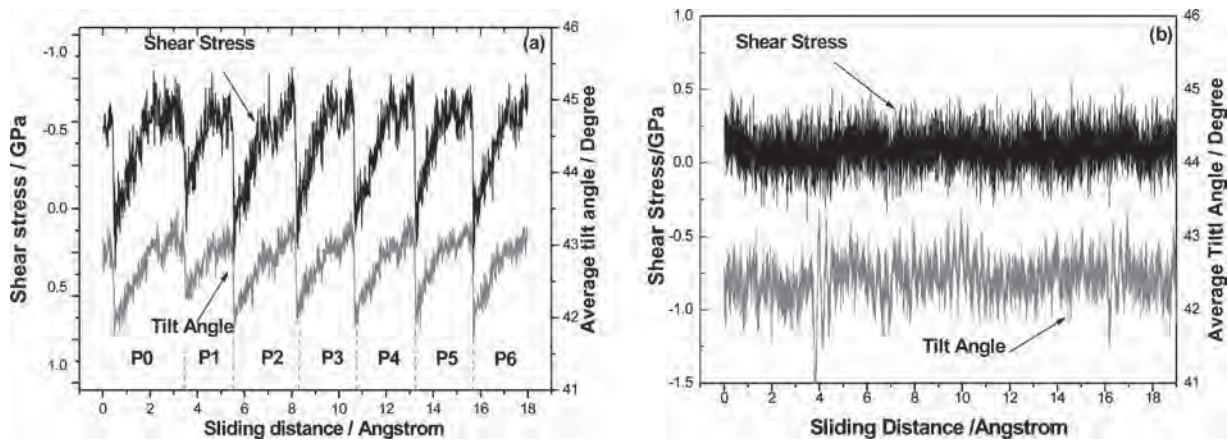 (a)
Shear Stress
Tilt Angle
P0 P1 P2 P3 P4 P5 P6
-1.0
-0.5
0.0
0.5
1.0
Shear stress / GPa
46
45
44
43
42
41
Average tilt angle / Degree
0 2 4 6 8 10 12 14 16 18
Sliding distance / Angstrom
(b)
Shear Stress
Tilt Angle
1.0
0.5
0.0
-0.5
-1.0
-1.5
Shear Stress/GPa
46
45
44
43
42
41
Average Tiltl Angle / Degree
0 2 4 6 8 10 12 14 16 18
Sliding Distance /Angstrom